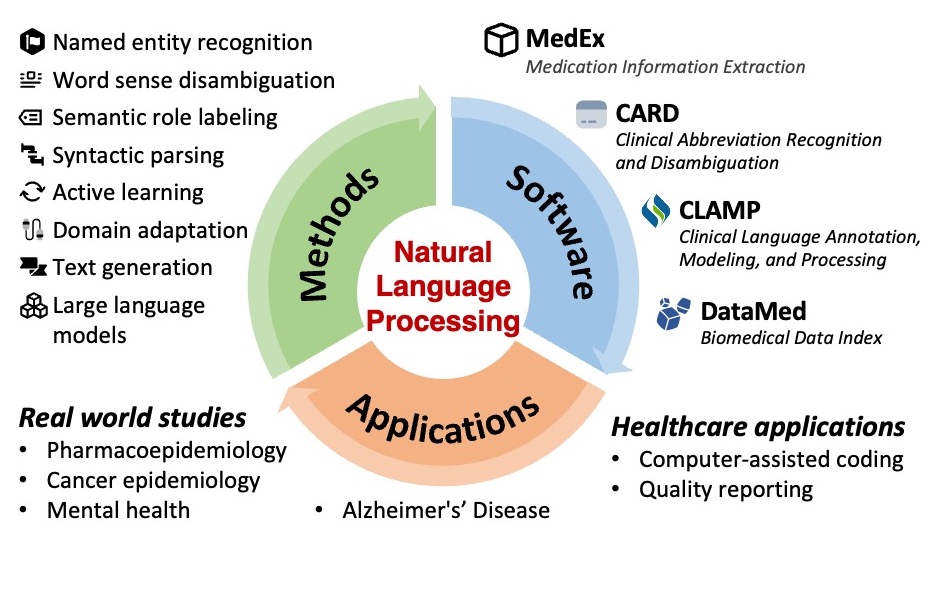 Named entity recognition
Word sense disambiguation
Semantic role labeling
Syntactic parsing
Active learning
Domain adaptation
Text generation
Large language
models
Methods
Natural
Language
Processing
Software
MedEx
Medication Information Extraction
CARD
Clinical Abbreviation Recognition
and Disambiguation
CLAMP
Clinical Language Annotation,
Modeling, and Processing
DataMed
Biomedical Data Index
Applications
Real world studies
• Pharmacoepidemiology
• Cancer epidemiology
• Mental health
• Alzheimer's’ Disease
Healthcare applications
• Computer-assisted coding
• Quality reporting